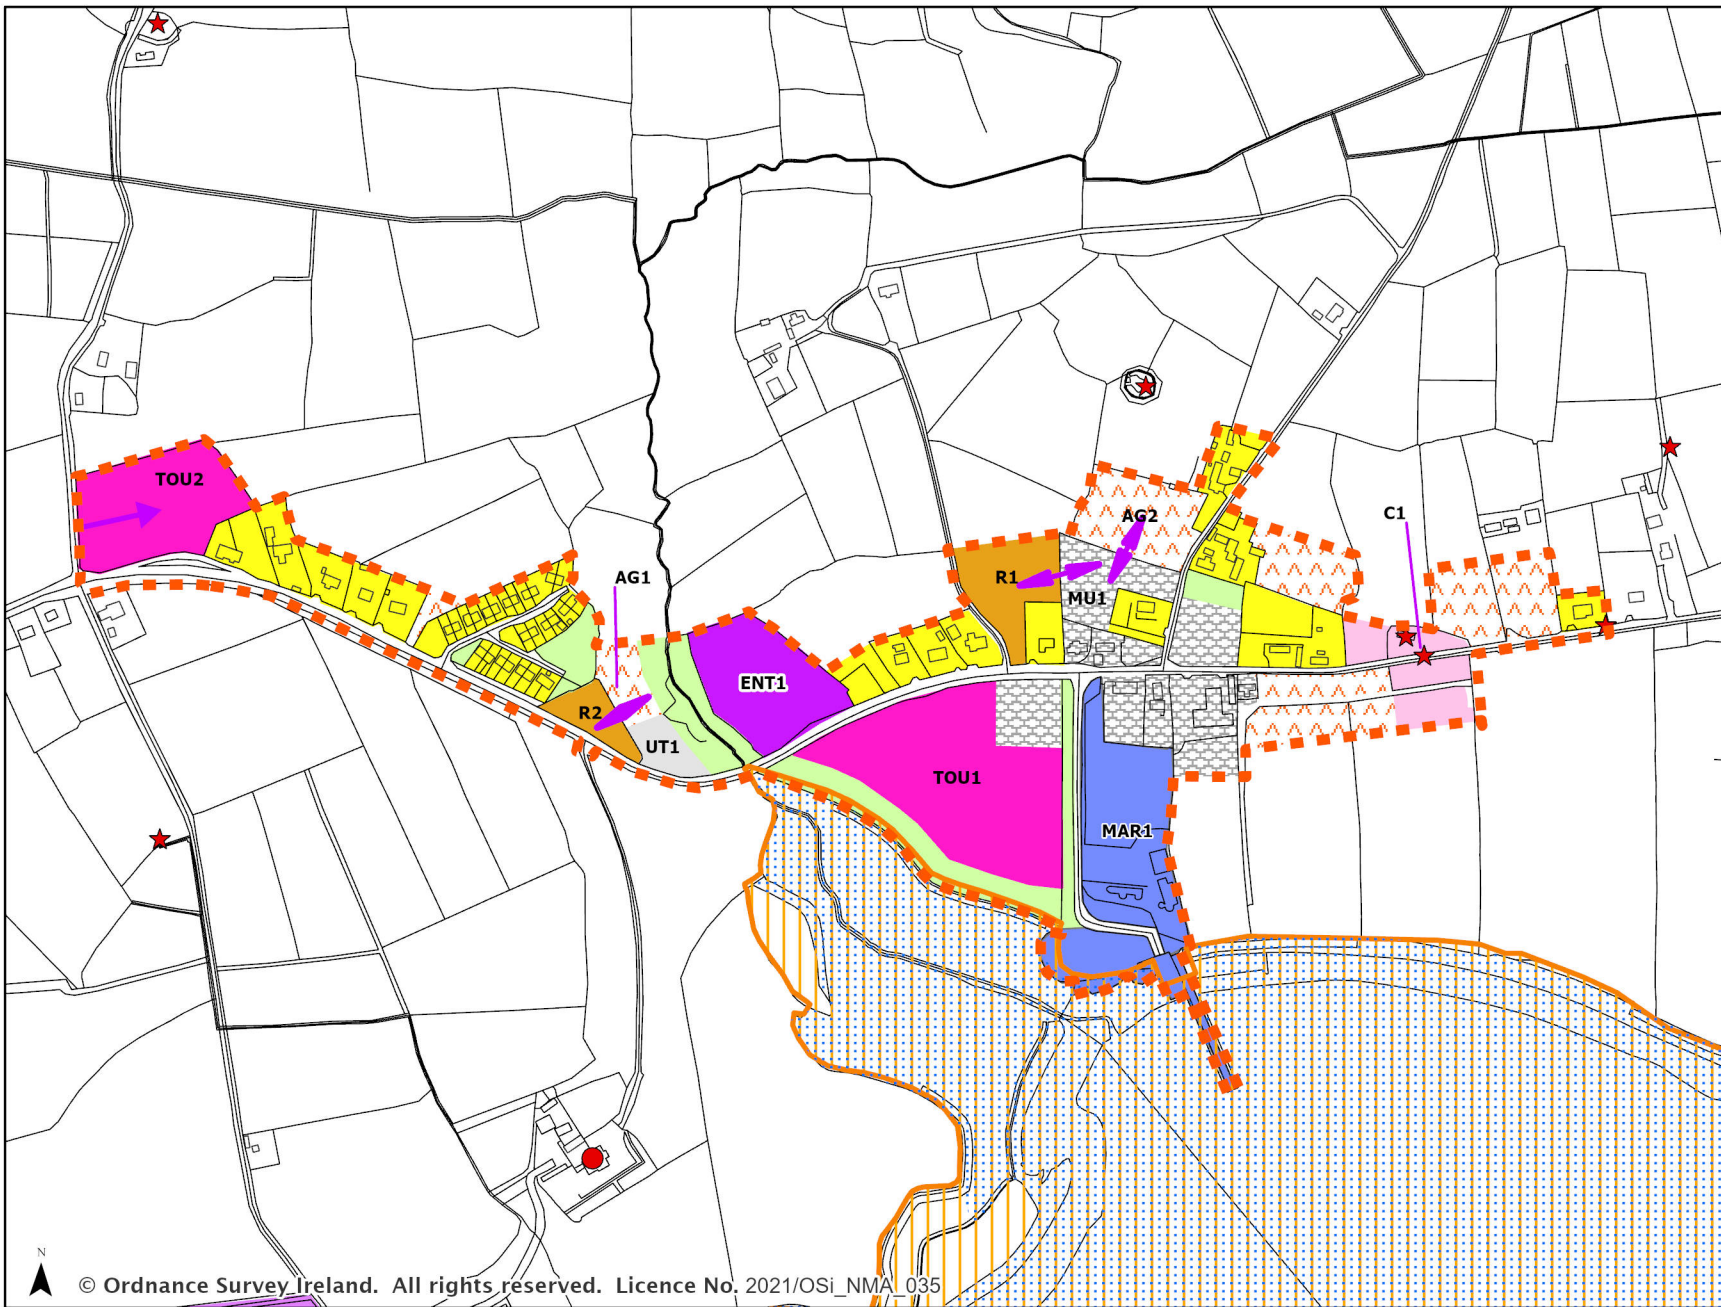 TOU2
C1
AG2
AG1
R1
MU1
ENT1
R2
UT1
TOU1
MAR1
N
© Ordnance Survey Ireland. All rights reserved. Licence No. 2021/OSi_NMA_035